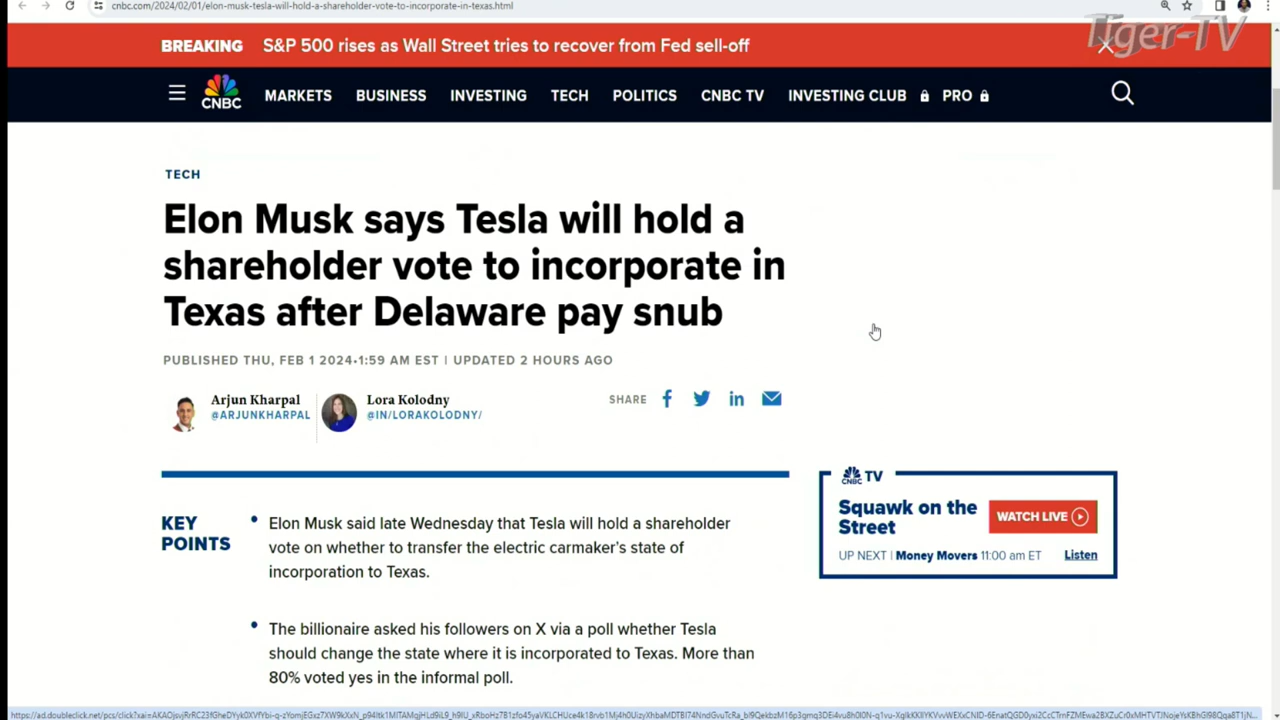 cnbc.com/2024/02/01/elon-musk-tesla-will-hold-a-shareholder-vote-to-incorporate-in-texas.html
Tiger-TV
BREAKING S&P 500 rises as Wall Street tries to recover from Fed sell-off
CNBC MARKETS BUSINESS INVESTING TECH POLITICS CNBC TV INVESTING CLUB PRO
TECH
Elon Musk says Tesla will hold a
shareholder vote to incorporate in
Texas after Delaware pay snub
PUBLISHED THU, FEB 1 2024•1:59 AM EST | UPDATED 2 HOURS AGO
Arjun Kharpal
@ARJUNKHARPAL
Lora Kolodny
@IN/LORAKOLODNY/
SHARE
KEY
POINTS
Elon Musk said late Wednesday that Tesla will hold a shareholder
vote on whether to transfer the electric carmaker's state of
incorporation to Texas.
The billionaire asked his followers on X via a poll whether Tesla
should change the state where it is incorporated to Texas. More than
80% voted yes in the informal poll.
CNBC TV
Squawk on the
Street
WATCH LIVE
UP NEXT | Money Movers 11:00 am ET Listen